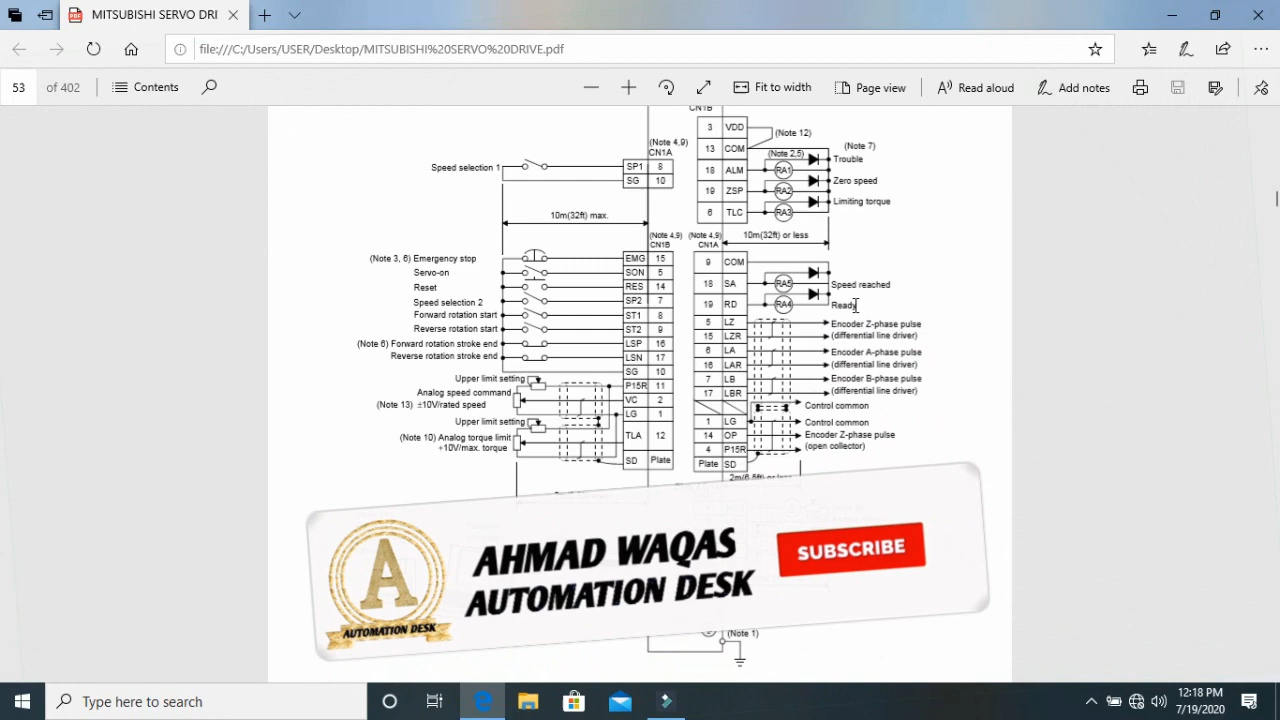 MITSUBISHI SERVO DRI
file:///C:/Users/USER/Desktop/MITSUBISHI%20SERVO%20DRIVE.pdf
53 of 402 Contents Fit to width Page view Read aloud Add notes
CN1B
3 VDD
(Note 12)
13 COM
(Note 7)
(Note 2,5)
Trouble
18 ALM RA1
Zero speed
19 ZSP RA2
Limiting torque
6 TLC RA3
(Note 4,9)
CN1A
Speed selection 1 SP1 8
SG 10
10m(32ft) max.
10m(32ft) or less
(Note 4,9)
CN1B
(Note 4,9)
CN1A
(Note 3, 6) Emergency stop EMG 15
Servo-on SON 5
Reset RES 14
Speed selection 2 SP2 7
Forward rotation start ST1 8
Reverse rotation start ST2 9
(Note 6) Forward rotation stroke end LSP 16
Reverse rotation stroke end LSN 17
SG 10
Upper limit setting P15R 11
Analog speed command VC 2
(Note 13) ±10V/rated speed LG 1
Upper limit setting
(Note 10) Analog torque limit TLA 12
+10V/max. torque
SD Plate
9 COM
18 SA RA5 Speed reached
19 RD RA4 Ready
5 LZ Encoder Z-phase pulse
15 LZR (differential line driver)
6 LA Encoder A-phase pulse
16 LAR (differential line driver)
7 LB Encoder B-phase pulse
17 LBR (differential line driver)
Control common
1 LG Control common
14 OP Encoder Z-phase pulse
4 P15R (open collector)
Plate SD
2m(6.5ft) or less
AHMAD WAQAS
AUTOMATION DESK
SUBSCRIBE
A
AUTOMATION DESK
(Note 1)
Type here to search
12:18 PM
7/19/2020